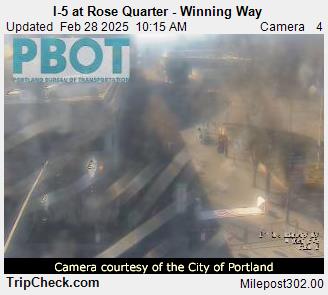 I-5 at Rose Quarter - Winning Way
Updated Feb 28 2025 10:15 AM Camera 4
PBOT
PORTLAND BUREAU OF TRANSPORTATION
Camera courtesy of the City of Portland
TripCheck.com Milepost302.00